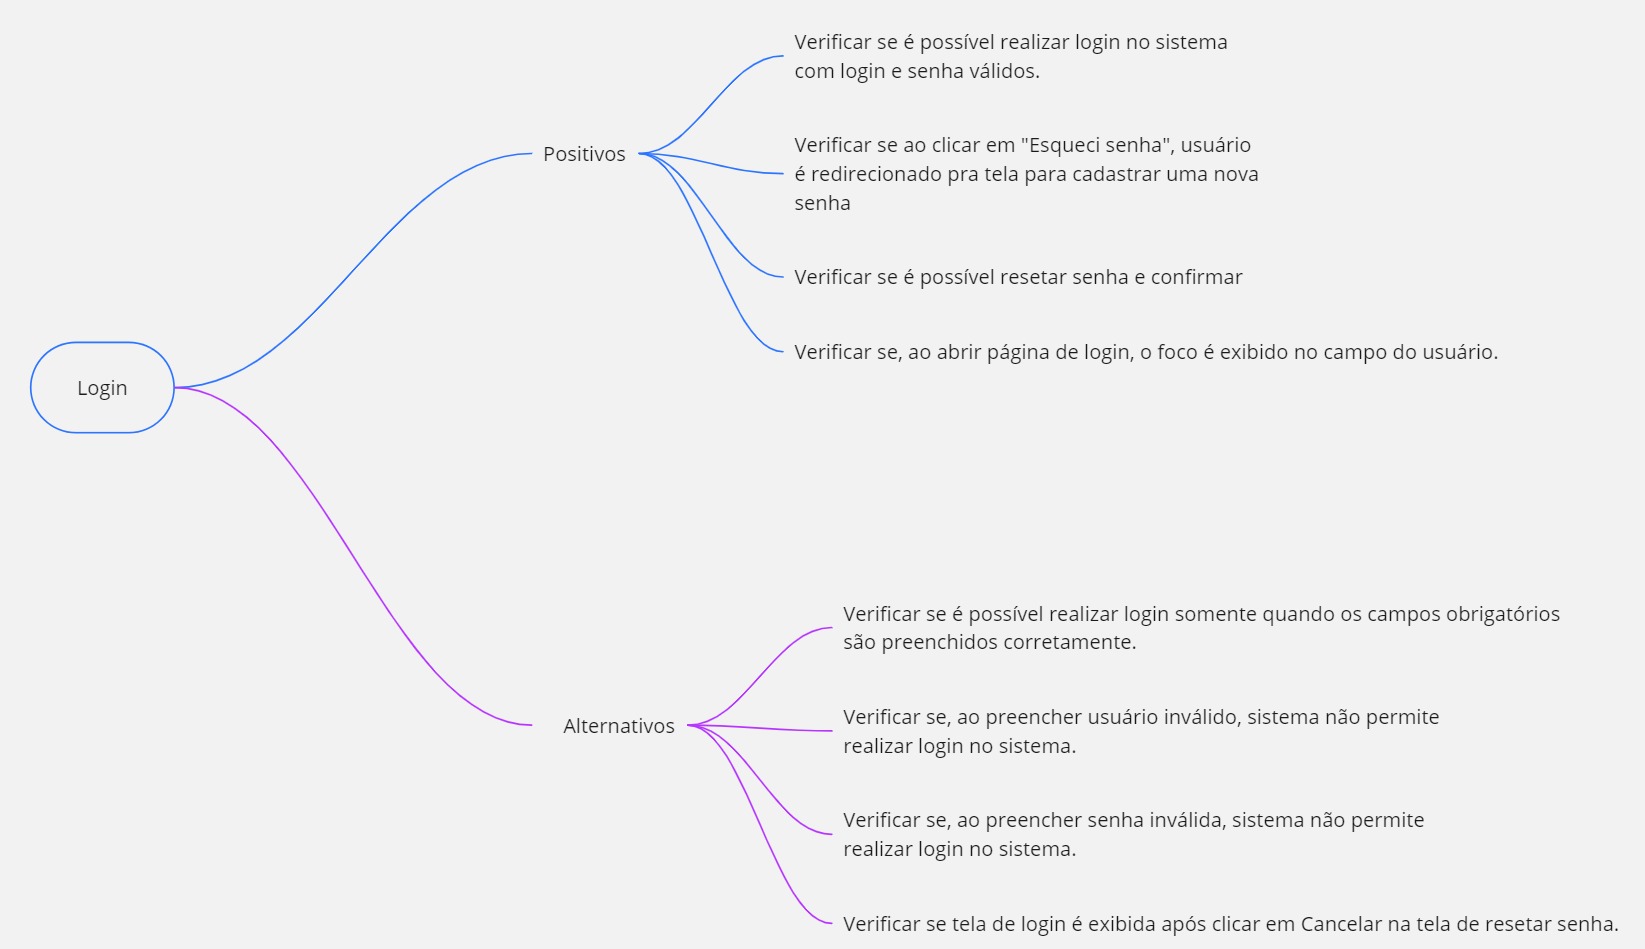 Login
Positivos
Verificar se é possível realizar login no sistema
com login e senha válidos.
Verificar se ao clicar em "Esqueci senha", usuário
é redirecionado pra tela para cadastrar uma nova
senha
Verificar se é possível resetar senha e confirmar
Verificar se, ao abrir página de login, o foco é exibido no campo do usuário.
Alternativos
Verificar se é possível realizar login somente quando os campos obrigatórios
são preenchidos corretamente.
Verificar se, ao preencher usuário inválido, sistema não permite
realizar login no sistema.
Verificar se, ao preencher senha inválida, sistema não permite
realizar login no sistema.
Verificar se tela de login é exibida após clicar em Cancelar na tela de resetar senha.